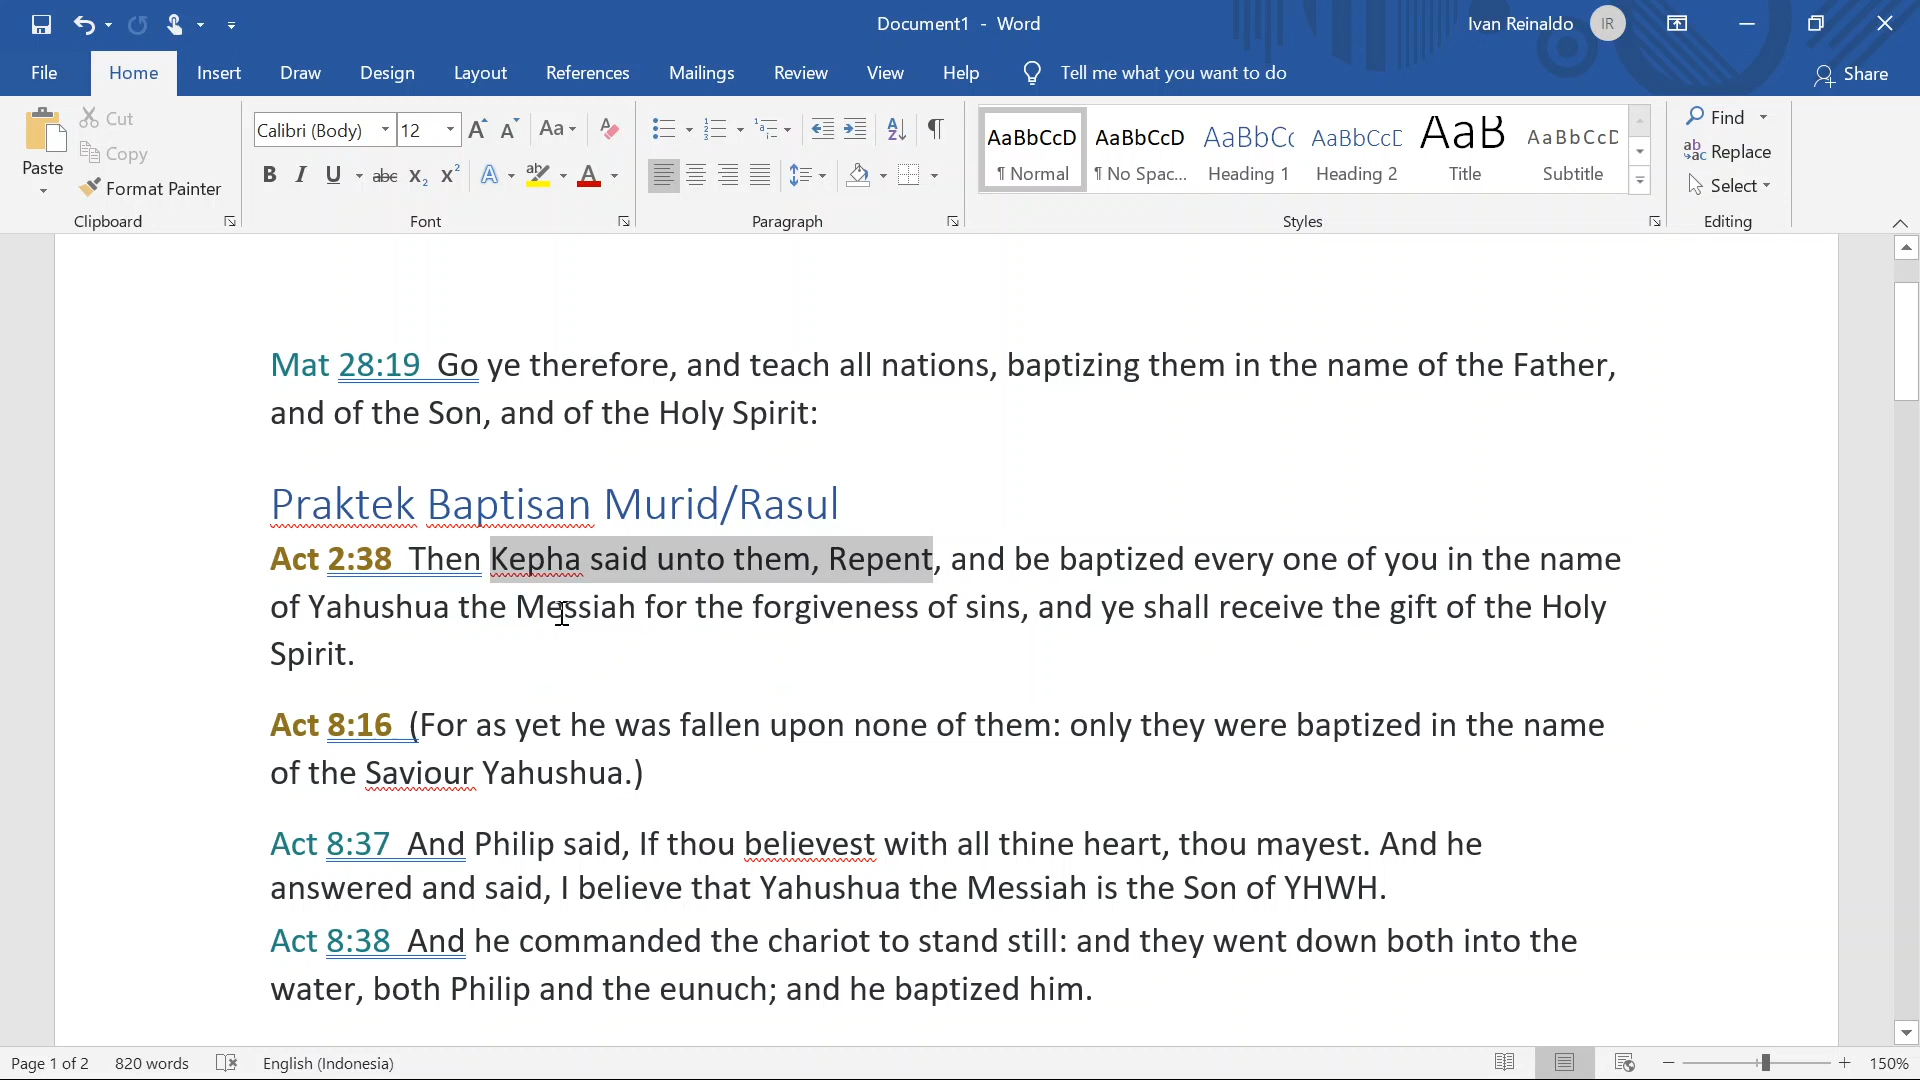 Document1 - Word
Ivan Reinaldo
IR
File
Home
Insert
Draw
Design
Layout
References
Mailings
Review
View
Help
Tell me what you want to do
Share
Paste
Cut
Copy
Format Painter
Clipboard
Calibri (Body)
12
Aa
B I U abc X₂ X²
A
A
Font
Paragraph
AaBbCcD
¶ Normal
AaBbCcD
¶ No Spac...
AaBbCc
Heading 1
AaBbCcD
Heading 2
AaB
Title
AaBbCcD
Subtitle
Styles
Find
Replace
Select
Editing
Mat 28:19 Go ye therefore, and teach all nations, baptizing them in the name of the Father,
and of the Son, and of the Holy Spirit:
Praktek Baptisan Murid/Rasul
Act 2:38 Then Kepha said unto them, Repent, and be baptized every one of you in the name
of Yahushua the Messiah for the forgiveness of sins, and ye shall receive the gift of the Holy
Spirit.
Act 8:16 (For as yet he was fallen upon none of them: only they were baptized in the name
of the Saviour Yahushua.)
Act 8:37 And Philip said, If thou believest with all thine heart, thou mayest. And he
answered and said, I believe that Yahushua the Messiah is the Son of YHWH.
Act 8:38 And he commanded the chariot to stand still: and they went down both into the
water, both Philip and the eunuch; and he baptized him.
Page 1 of 2
820 words
English (Indonesia)
150%